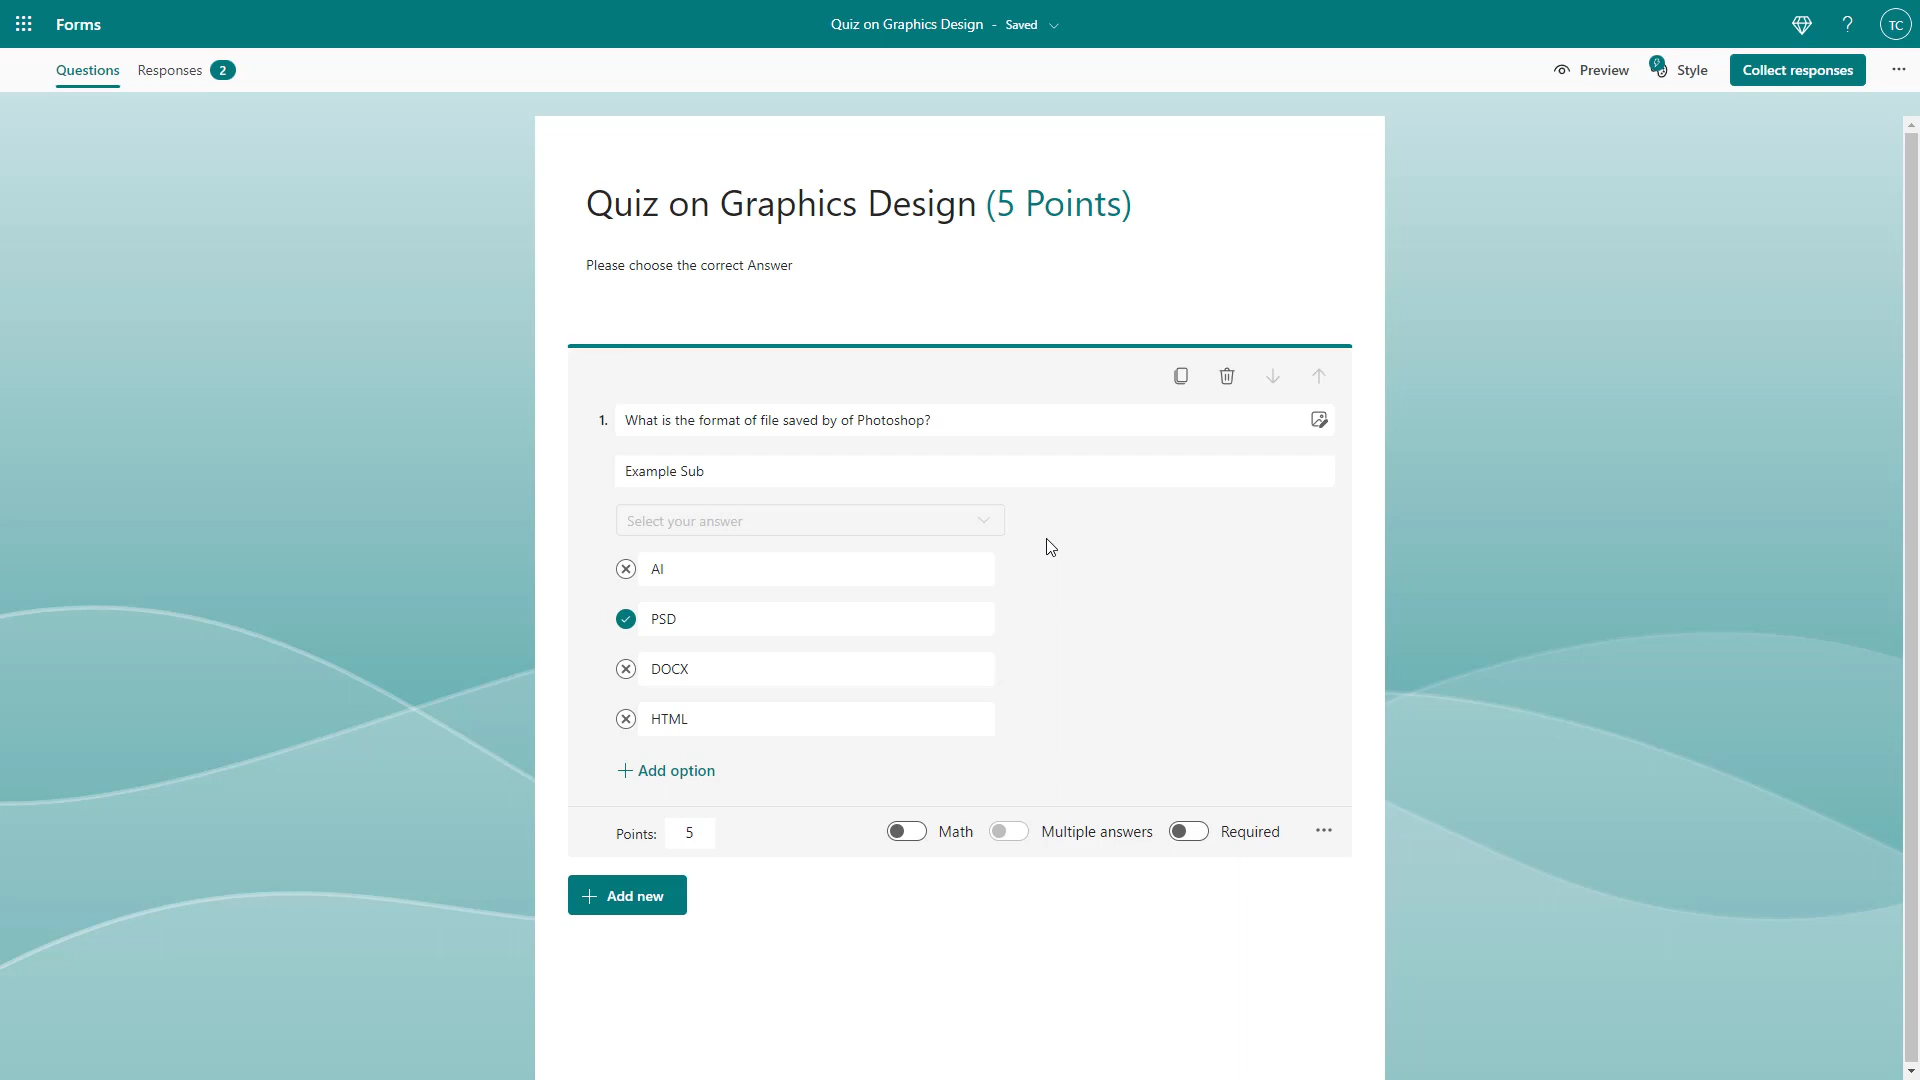 Forms
Quiz on Graphics Design - Saved
TC
Questions
Responses 2
Preview
Style
Collect responses
Quiz on Graphics Design (5 Points)
Please choose the correct Answer
1. What is the format of file saved by of Photoshop?
Example Sub
Select your answer
AI
PSD
DOCX
HTML
Add option
Points: 5
Math
Multiple answers
Required
Add new